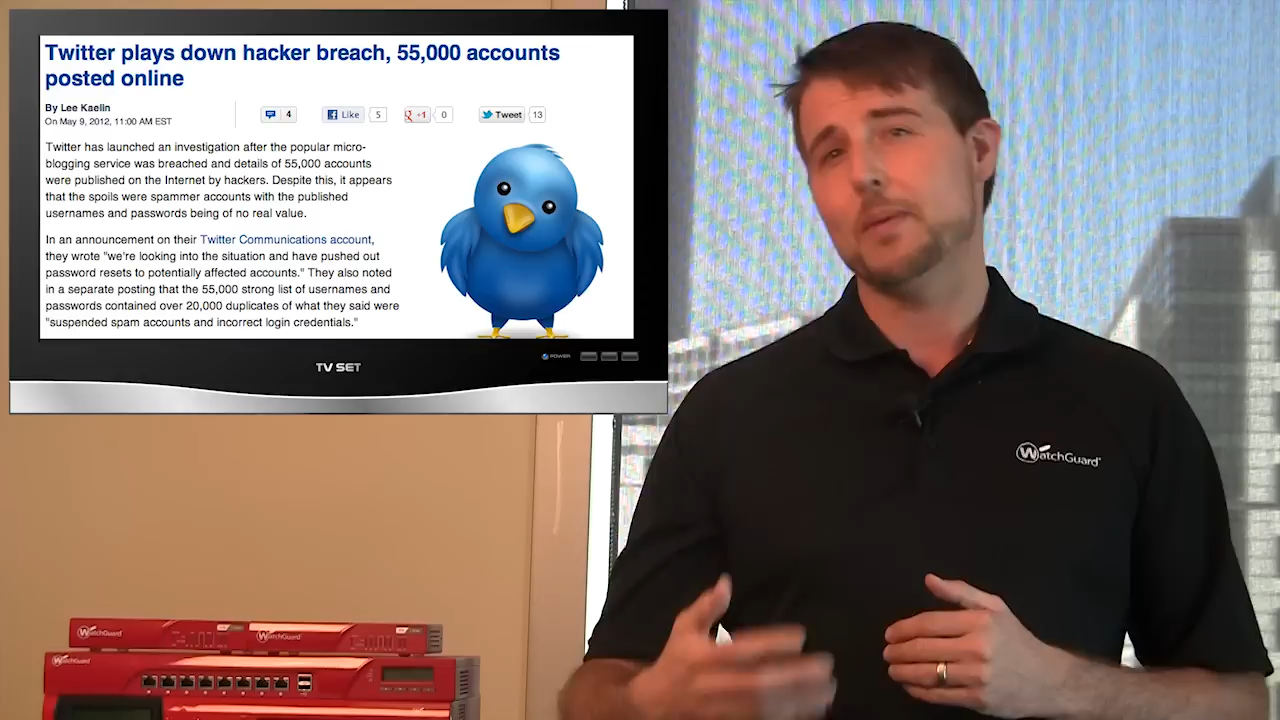 Twitter plays down hacker breach, 55,000 accounts
posted online
By Lee Kaelin
On May 9, 2012, 11:00 AM EST
4
Like
5
+1
0
Tweet
13
Twitter has launched an investigation after the popular micro-
blogging service was breached and details of 55,000 accounts
were published on the Internet by hackers. Despite this, it appears
that the spoils were spammer accounts with the published
usernames and passwords being of no real value.
In an announcement on their Twitter Communications account,
they wrote "we're looking into the situation and have pushed out
password resets to potentially affected accounts." They also noted
in a separate posting that the 55,000 strong list of usernames and
passwords contained over 20,000 duplicates of what they said were
"suspended spam accounts and incorrect login credentials."
POWER
TV SET
WatchGuard
WatchGuard
WatchGuard
WatchGuard